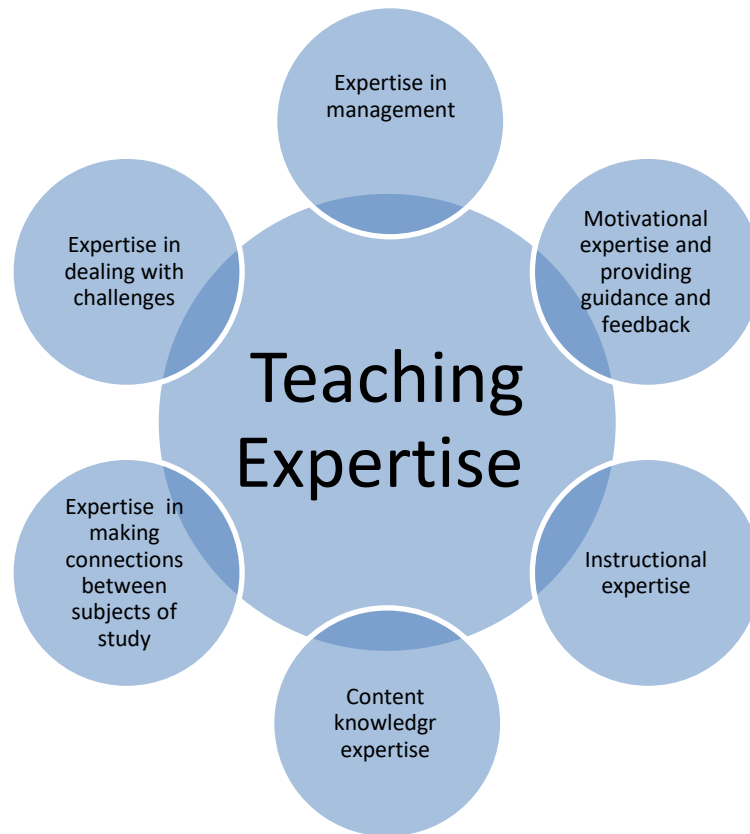 Expertise in
management
Motivational
expertise and
providing
guidance and
feedback
Instructional
expertise
Content
knowledgr
expertise
Expertise  in
making
connections
between
subjects of
study
Expertise in
dealing with
challenges
Teaching
Expertise